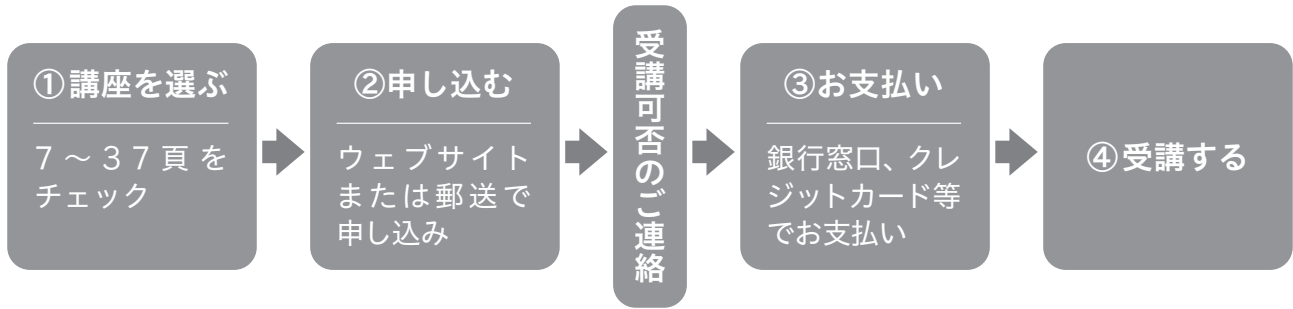 ①講座を選ぶ
7～37頁を
チェック
②申し込む
ウェブサイト
または郵送で
申し込み
受講可否のご連絡
③お支払い
銀行窓口、クレ
ジットカード等
でお支払い
④受講する